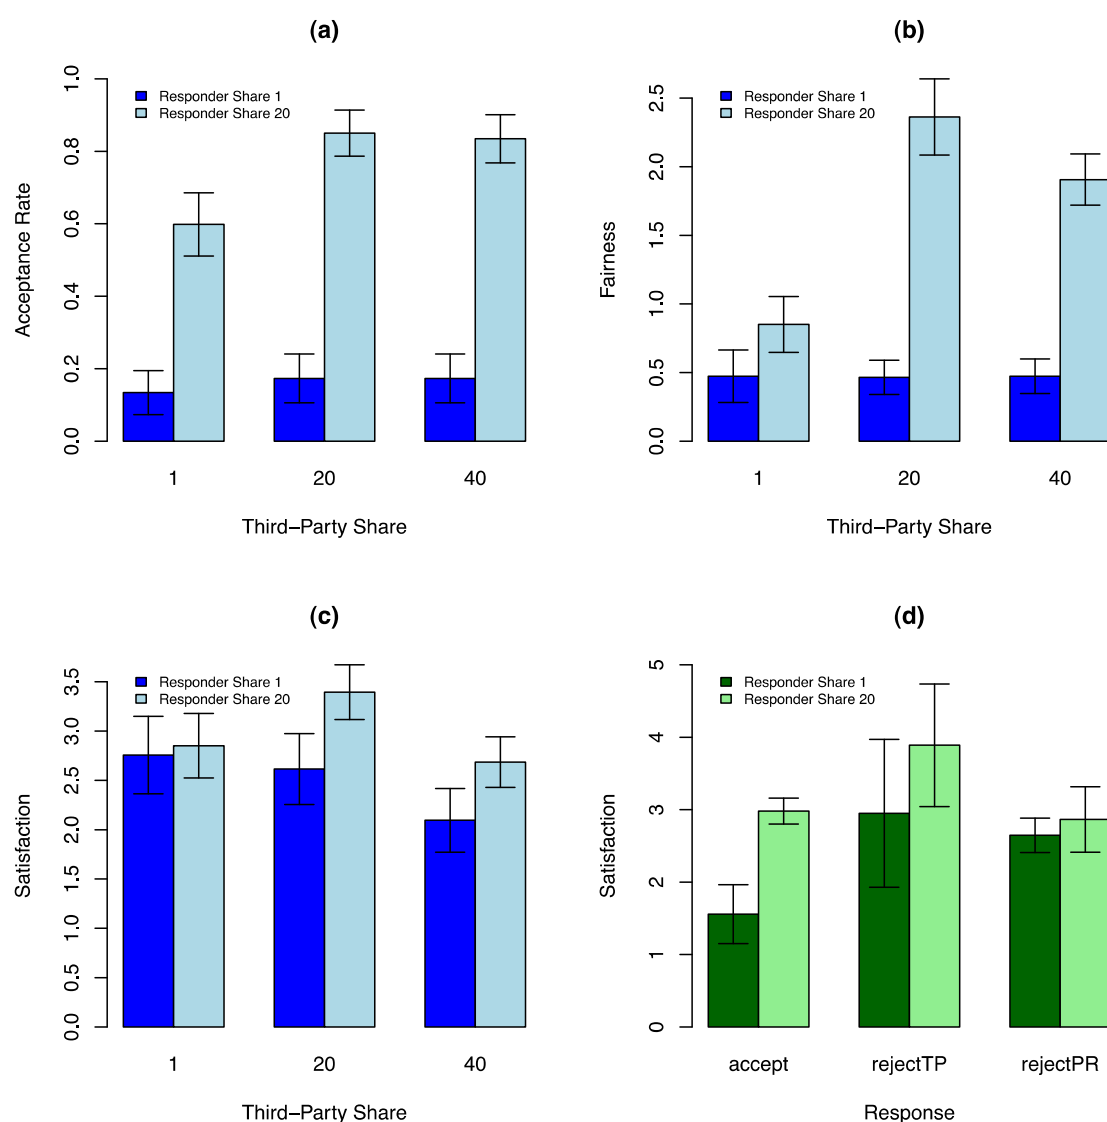 (a)
1.0
0.8
0.6
0.4
0.2
0.0
Acceptance Rate
Responder Share 1
Responder Share 20
1 20 40
Third−Party Share
(b)
2.5
2.0
1.5
1.0
0.5
0.0
Fairness
Responder Share 1
Responder Share 20
1 20 40
Third−Party Share
(c)
3.5
3.0
2.5
2.0
1.5
1.0
0.5
0.0
Satisfaction
Responder Share 1
Responder Share 20
1 20 40
Third−Party Share
(d)
5
4
3
2
1
0
Satisfaction
Responder Share 1
Responder Share 20
accept rejectTP rejectPR
Response